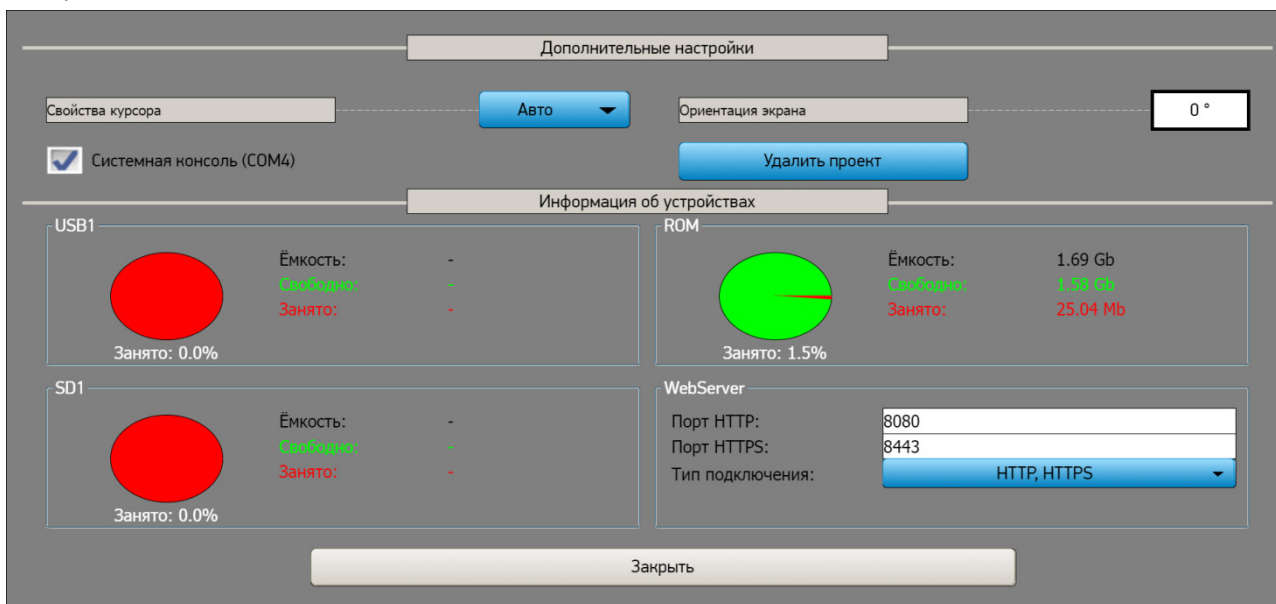 Дополнительные настройки
Свойства курсора
Авто
Ориентация экрана
0 °
Системная консоль (COM4)
Удалить проект
Информация об устройствах
USB1
Ёмкость: -
Свободно: -
Занято: -
Занято: 0.0%
ROM
Ёмкость: 1.69 Gb
Свободно: 1.58 Gb
Занято: 25.04 Mb
Занято: 1.5%
SD1
Ёмкость: -
Свободно: -
Занято: -
Занято: 0.0%
WebServer
Порт HTTP: 8080
Порт HTTPS: 8443
Тип подключения: HTTP, HTTPS
Закрыть